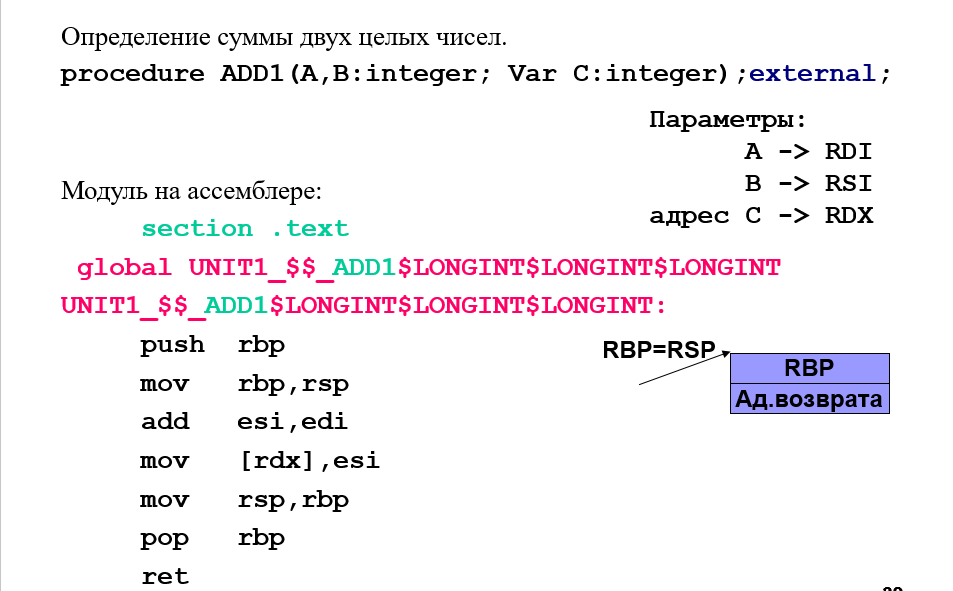 Определение суммы двух целых чисел.
procedure ADD1(A,B:integer; Var C:integer);external;
Параметры:
A -> RDI
B -> RSI
адрес C -> RDX
Модуль на ассемблере:
section .text
global UNIT1_$$_ADD1$LONGINT$LONGINT$LONGINT
UNIT1_$$_ADD1$LONGINT$LONGINT$LONGINT:
push rbp
mov rbp,rsp
add esi,edi
mov [rdx],esi
mov rsp,rbp
pop rbp
ret
RBP=RSP
RBP
Ад.возврата